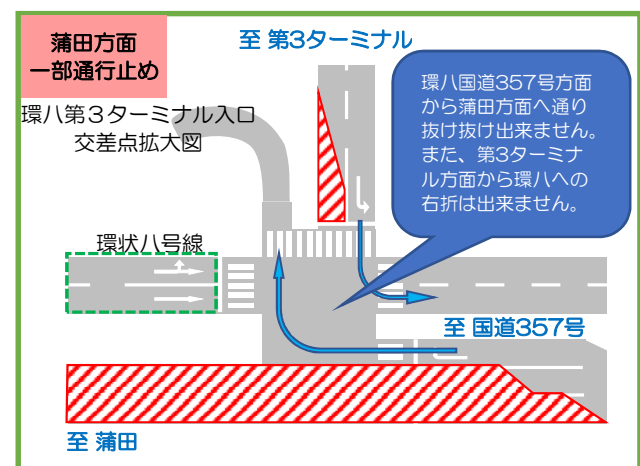 蒲田方面
一部通行止め
至 第3ターミナル
環八第３ターミナル入口
交差点拡大図
環八国道357号方面
から蒲田方面へ通り
抜け抜け出来ません。
また、第3ターミナ
ル方面から環八への
右折は出来ません。
環状八号線
至 国道357号
至 蒲田